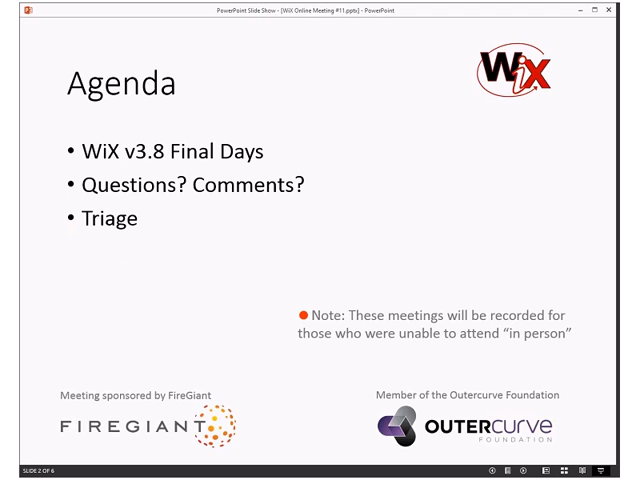 PowerPoint Slide Show - [WiX Online Meeting #11.pptx] - PowerPoint
WiX
Agenda
• WiX v3.8 Final Days
• Questions? Comments?
• Triage
Note: These meetings will be recorded for
those who were unable to attend “in person”
Meeting sponsored by FireGiant
FIREGIANT
Member of the Outercurve Foundation
OUTERCURVE
FOUNDATION
SLIDE 2 OF 6